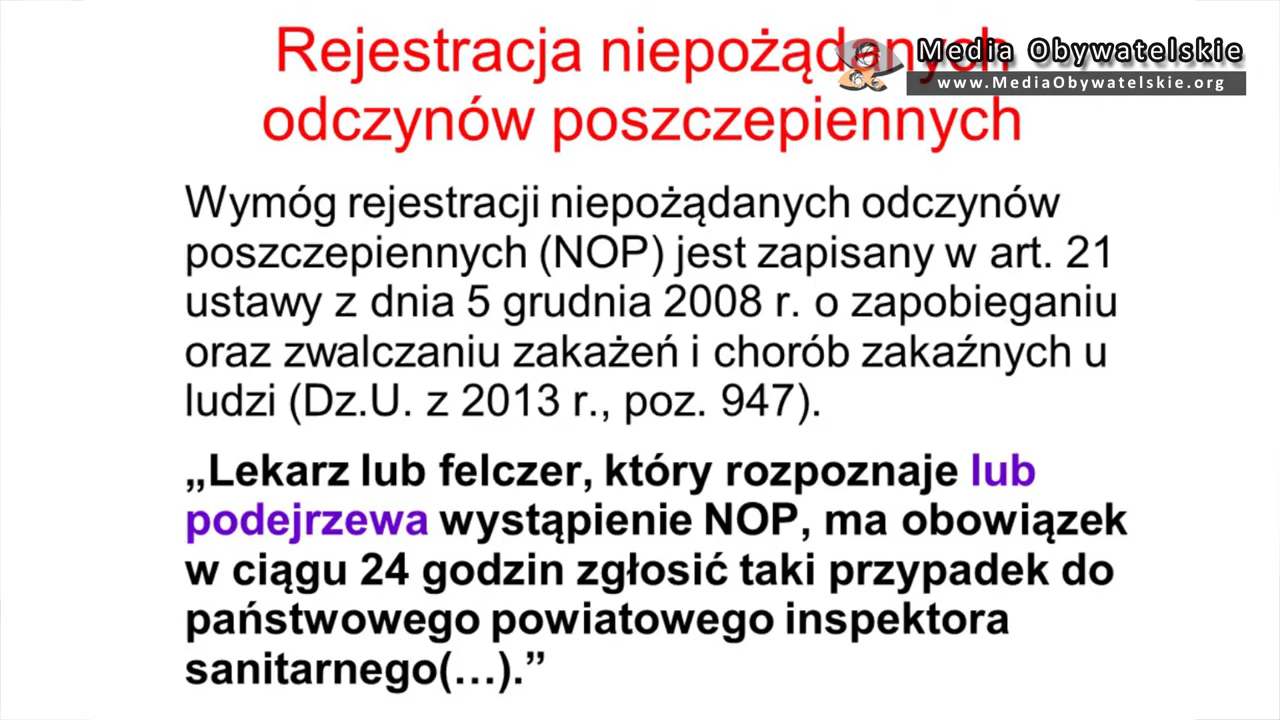 Rejestracja niepożądanych
Media Obywatelskie
www.MediaObywatelskie.org
odczynów poszczepiennych
Wymóg rejestracji niepożądanych odczynów
poszczepiennych (NOP) jest zapisany w art. 21
ustawy z dnia 5 grudnia 2008 r. o zapobieganiu
oraz zwalczaniu zakażeń i chorób zakaźnych u
ludzi (Dz.U. z 2013 r., poz. 947).
„Lekarz lub felczer, który rozpoznaje lub
podejrzewa wystąpienie NOP, ma obowiązek
w ciągu 24 godzin zgłosić taki przypadek do
państwowego powiatowego inspektora
sanitarnego(…).”